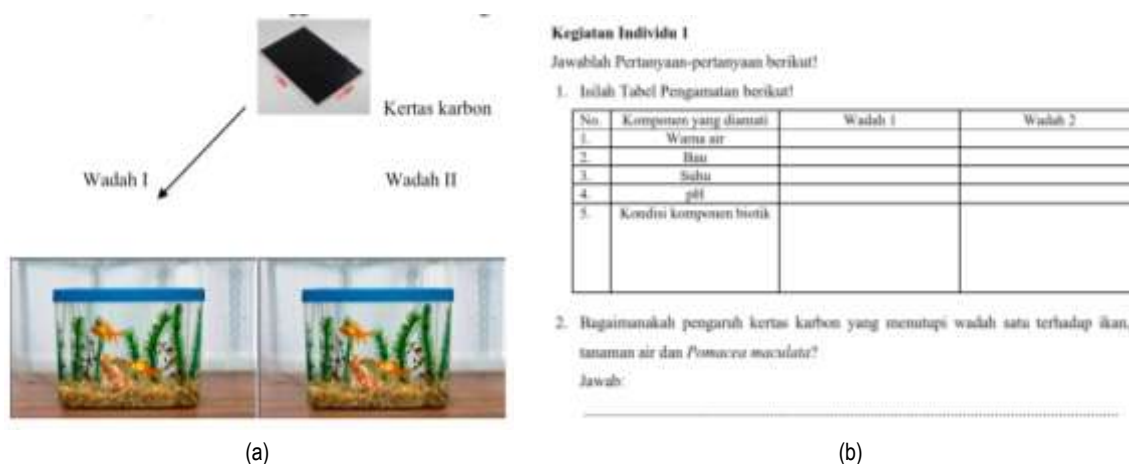 Kertas karbon
Wadah I
Wadah II
(a)
Kegiatan Individu 1
Jawablah Pertanyaan-pertanyaan berikut!
1. Isilah Tabel Pengamatan berikut!
No. Komponen yang diamati Wadah 1 Wadah 2
1. Warna air
2. Bau
3. Suhu
4. pH
5. Kondisi komponen biotik
2. Bagaimanakah pengaruh kertas karbon yang menutupi wadah satu terhadap ikan,
tanaman air dan Pomacea maculata?
Jawab:
(b)